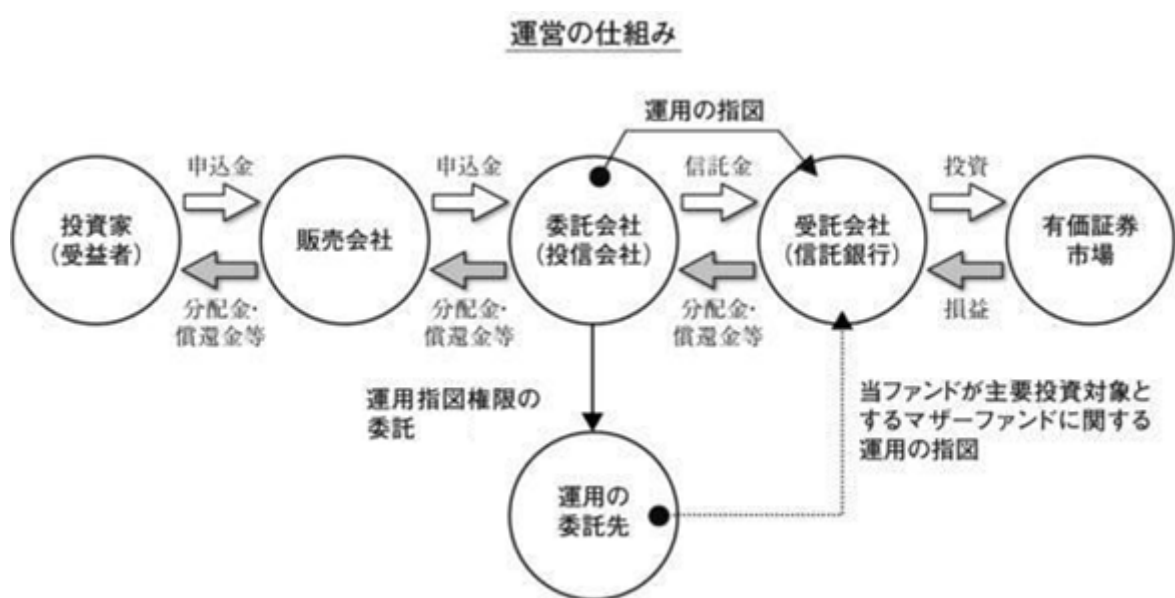 運営の仕組み
運用の指図
申込金
申込金
信託金
投資
投資家
(受益者)
販売会社
委託会社
(投信会社)
受託会社
(信託銀行)
有価証券
市場
分配金・
償還金等
分配金・
償還金等
分配金・
償還金等
損益
運用指図権限の
委託
当ファンドが主要投資対象と
するマザーファンドに関する
運用の指図
運用の
委託先